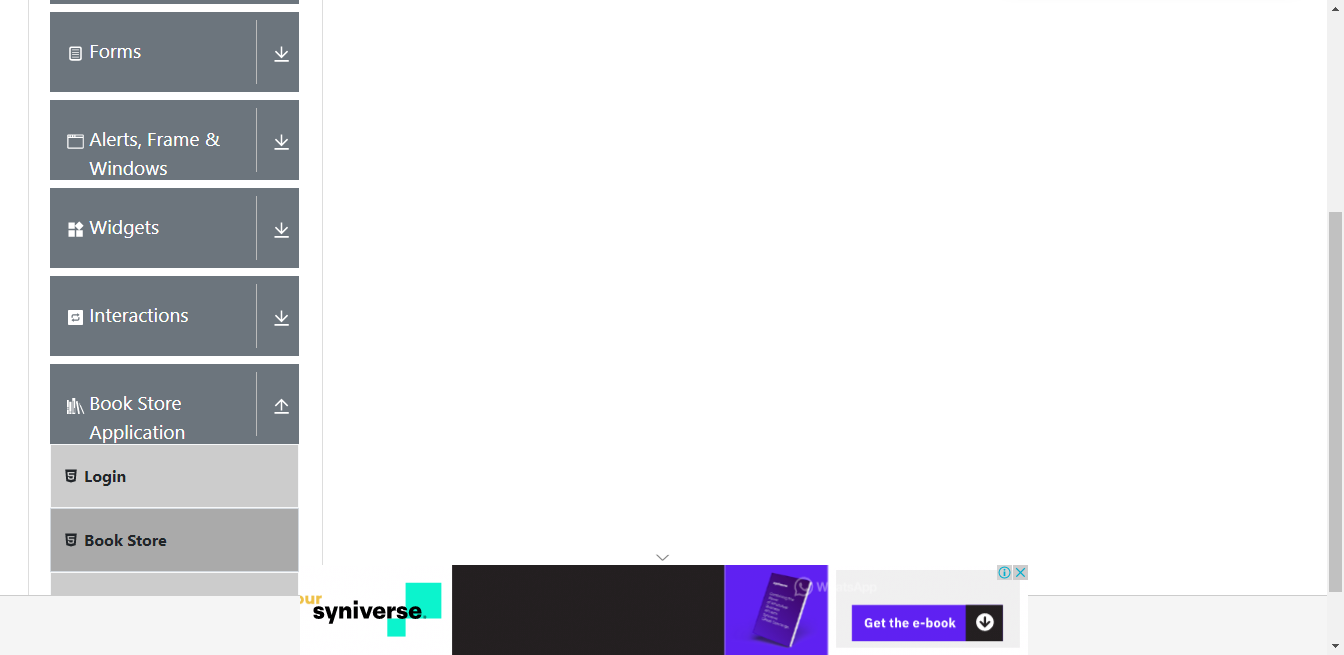 Forms
Alerts, Frame &
Windows
Widgets
Interactions
Book Store
Application
Login
Book Store
our
syniverse.
Get the e-book